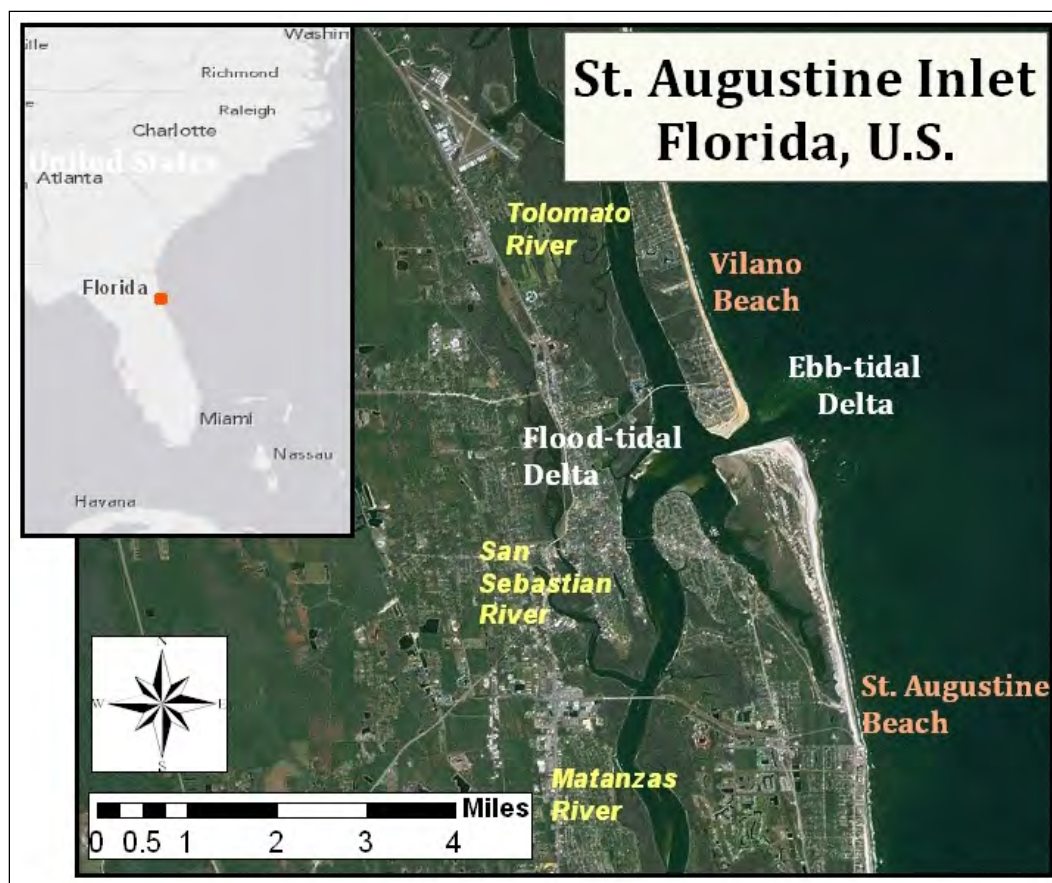 St. Augustine Inlet
Florida, U.S.
ille
Washin
Richmond
e
Raleigh
Charlotte
United States
Atlanta
Florida
Miami
Nassau
Havana
Tolomato
River
Vilano
Beach
Ebb-tidal
Delta
Flood-tidal
Delta
San
Sebastian
River
St. Augustine
Beach
Matanzas
River
N
W E
S
Miles
0 0.5 1 2 3 4